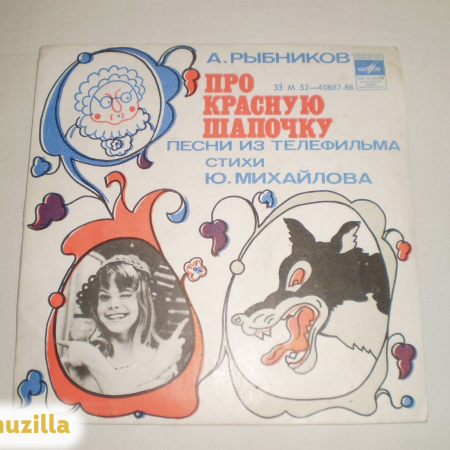 А. РЫБНИКОВ
ПРО
33 М 52—40887-88
КРАСНУЮ
ШАПОЧКУ
ПЕСНИ ИЗ ТЕЛЕФИЛЬМА
СТИХИ
Ю. МИХАЙЛОВА
uzilla